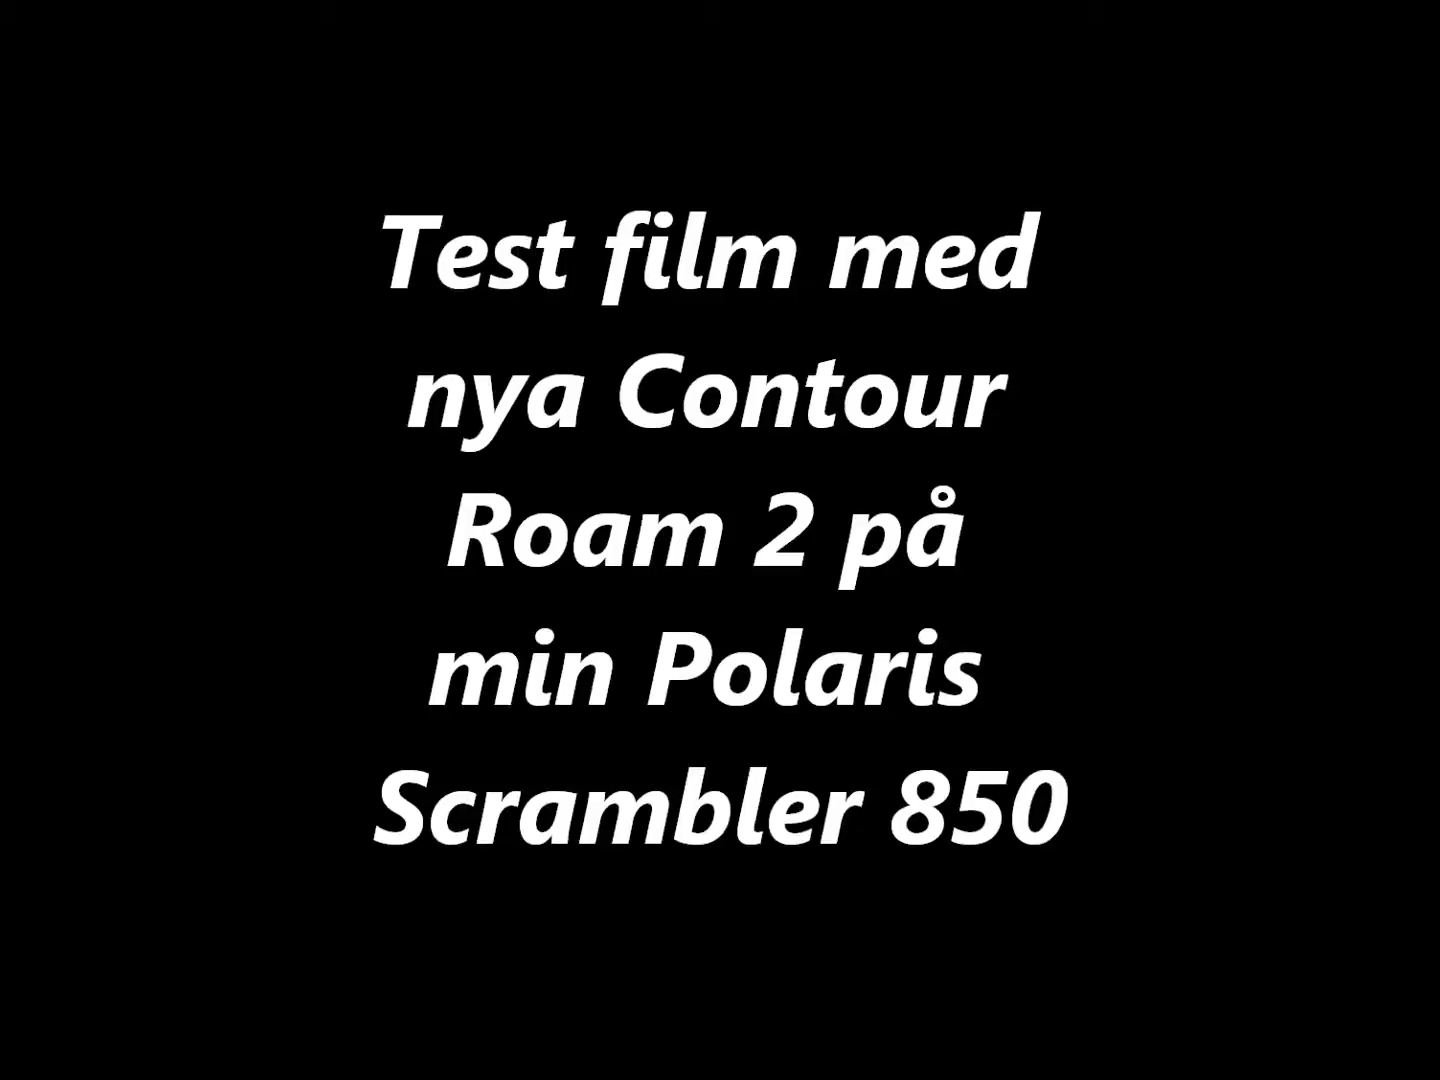 Test film med
nya Contour
Roam 2 på
min Polaris
Scrambler 850